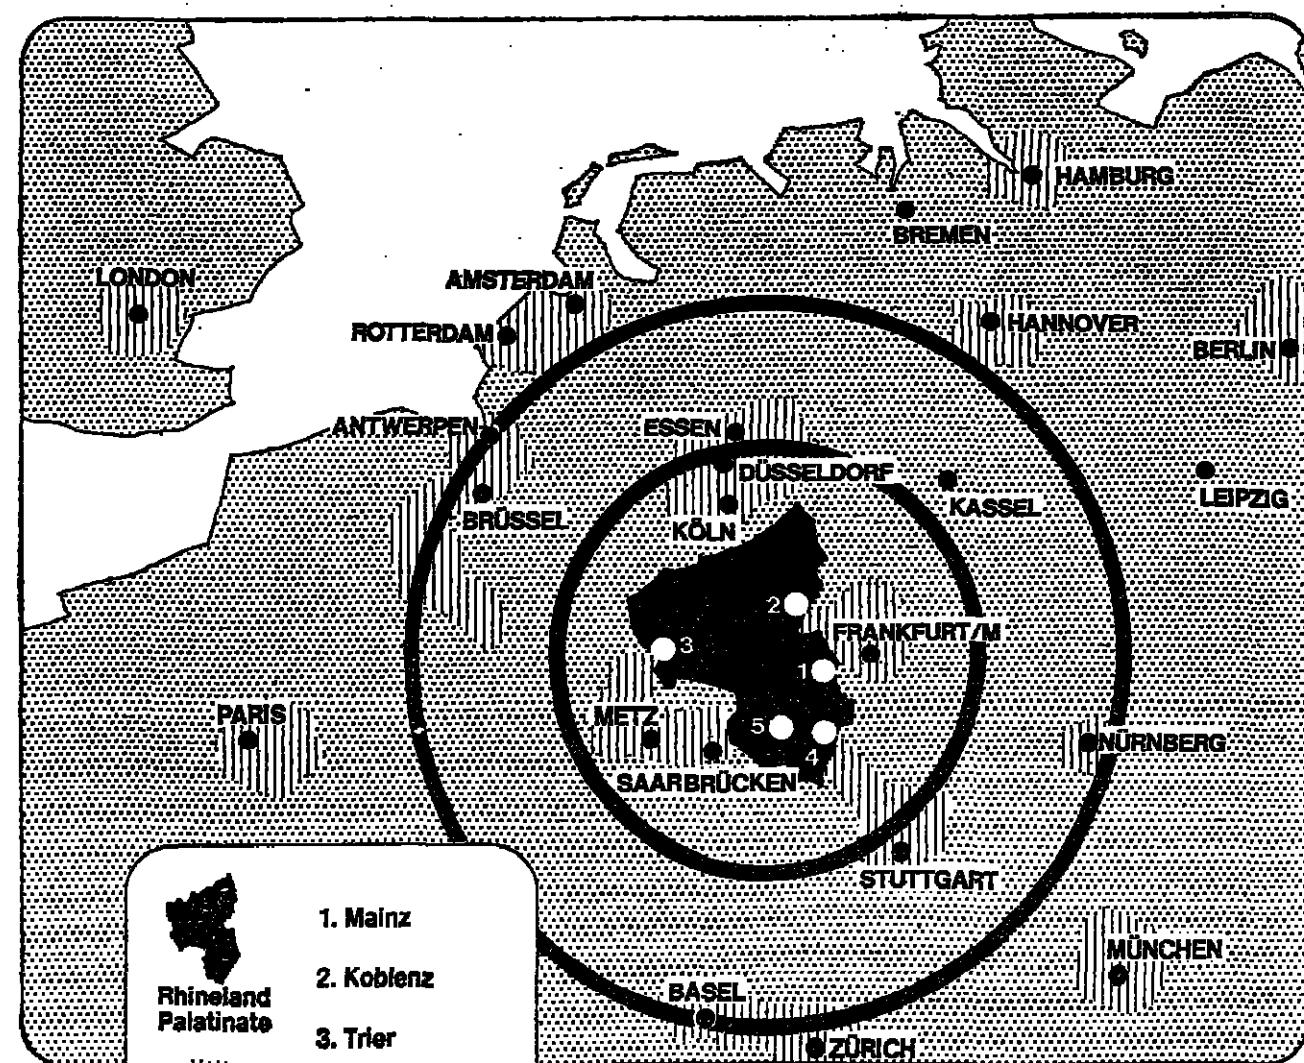 HAMBURG
BREMEN
LONDON
AMSTERDAM
ROTTERDAM
HANNOVER
BERLIN
ANTWERPEN
ESSEN
DÜSSELDORF
KASSEL
LEIPZIG
BRÜSSEL
KÖLN
2
FRANKFURT/M
3
1
METZ
5
4
PARIS
NÜRNBERG
SAARBRÜCKEN
STUTTGART
MÜNCHEN
BASEL
ZÜRICH
Rhineland
Palatinate
1. Mainz
2. Koblenz
3. Trier